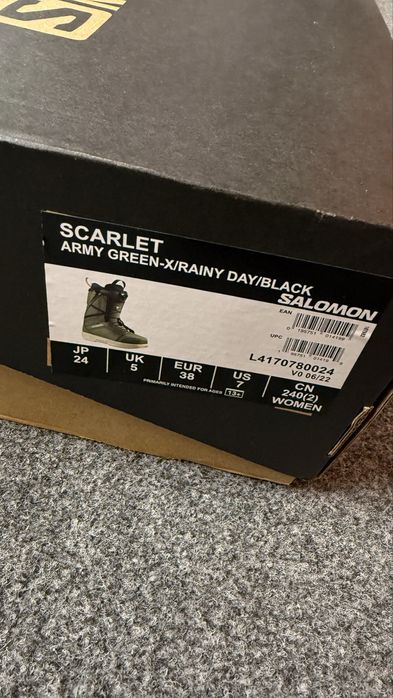 SCARLET
ARMY GREEN-X/RAINY DAY/BLACK
SALOMON
EAN
UPC
L4170780024
V0 06/22
JP
24
UK
5
EUR
38
US
7
CN
240(2)
WOMEN
PRIMARILY INTENDED FOR AGES 13+